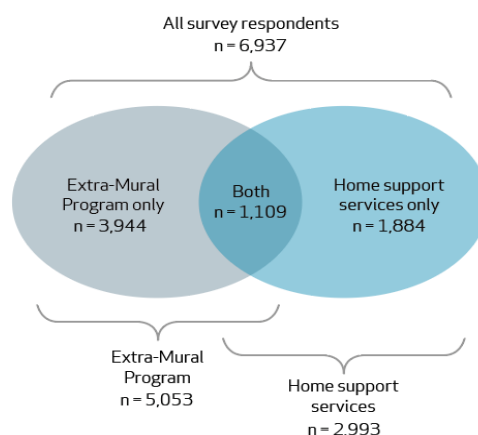 All survey respondents
n = 6,937
Extra-Mural
Program only
n = 3,944
Both
n = 1,109
Home support
services only
n = 1,884
Extra-Mural
Program
n = 5,053
Home support
services
n = 2,993